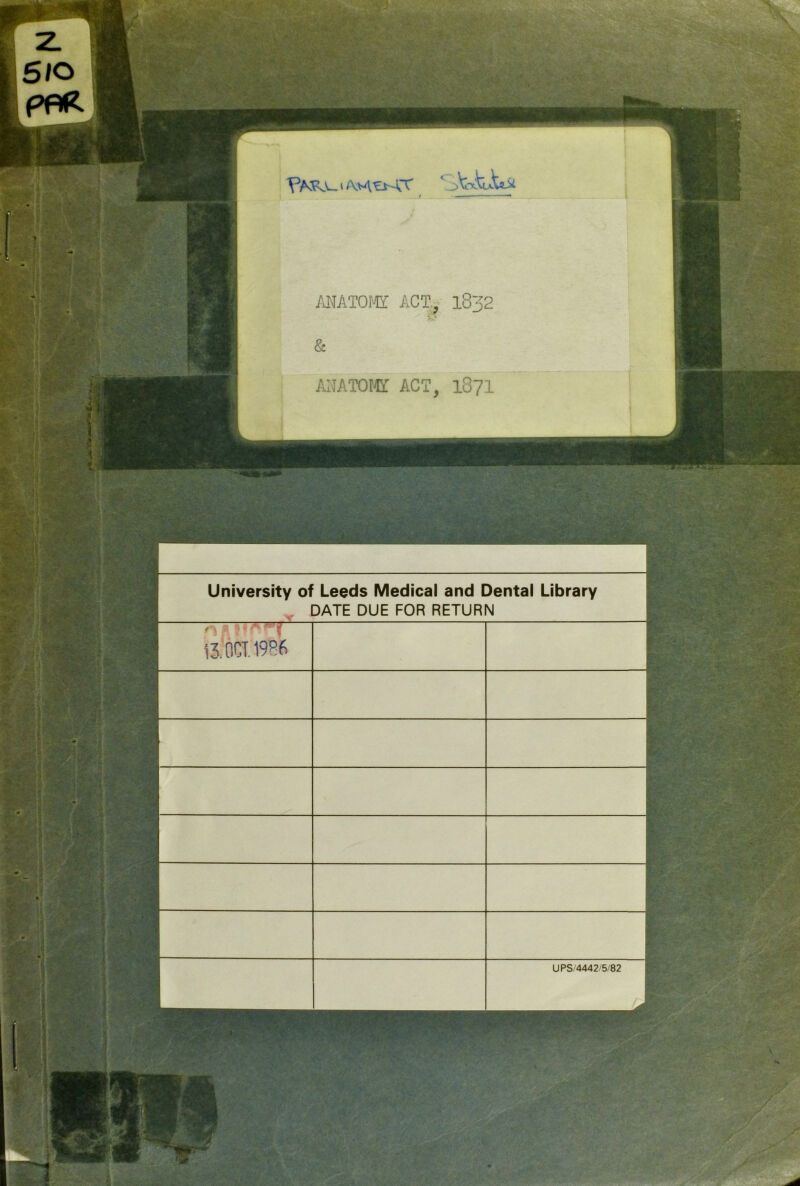 Z
510
PAR
PARLIAMENT, Statutes
ANATOMY ACT, 1832
&
ANATOMY ACT, 1871
University of Leeds Medical and Dental Library
DATE DUE FOR RETURN
13. OCT. 1986
UPS/4442/5/82